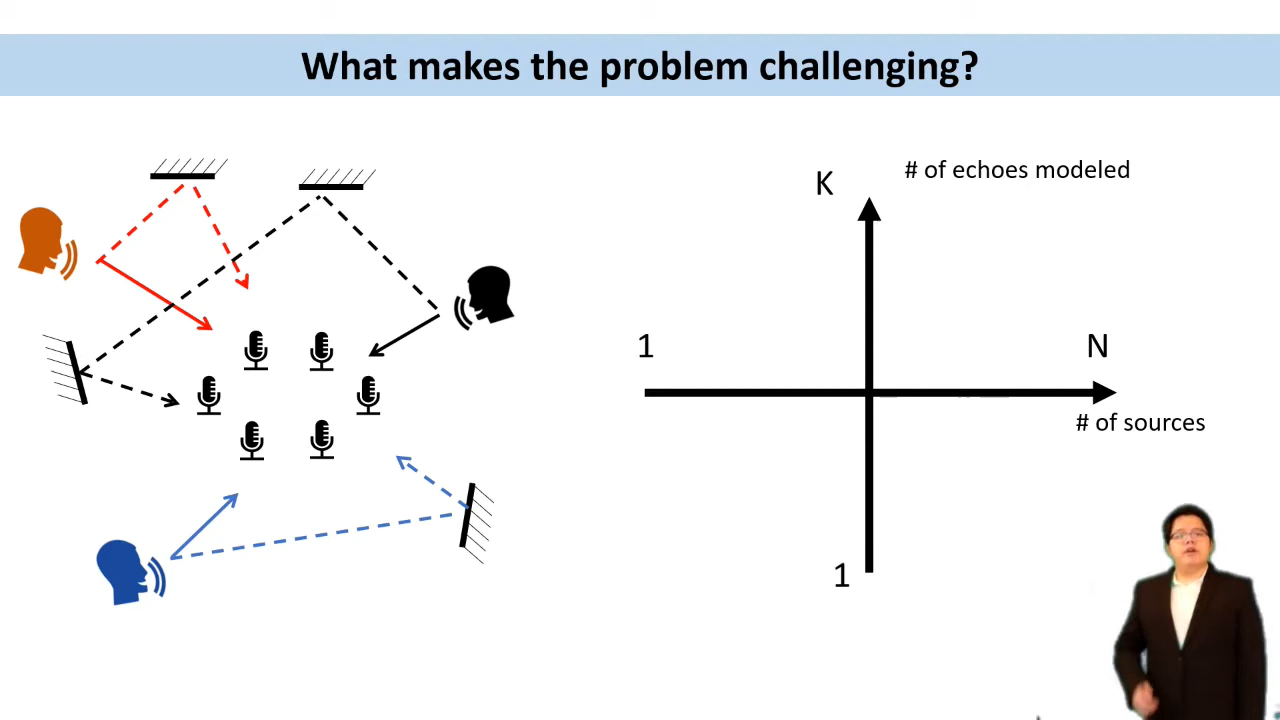 What makes the problem challenging?
K
# of echoes modeled
1
N
# of sources
1